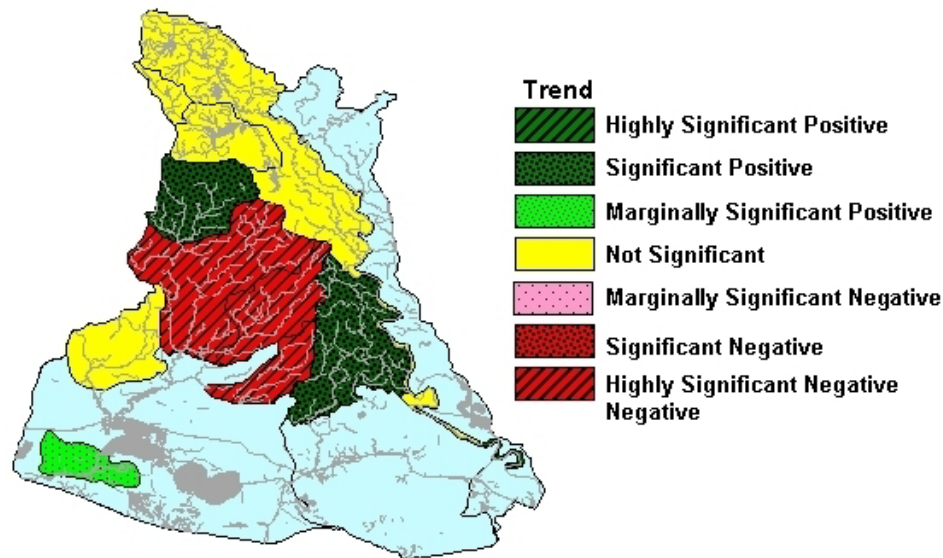 Trend
Highly Significant Positive
Significant Positive
Marginally Significant Positive
Not Significant
Marginally Significant Negative
Significant Negative
Highly Significant Negative
Negative